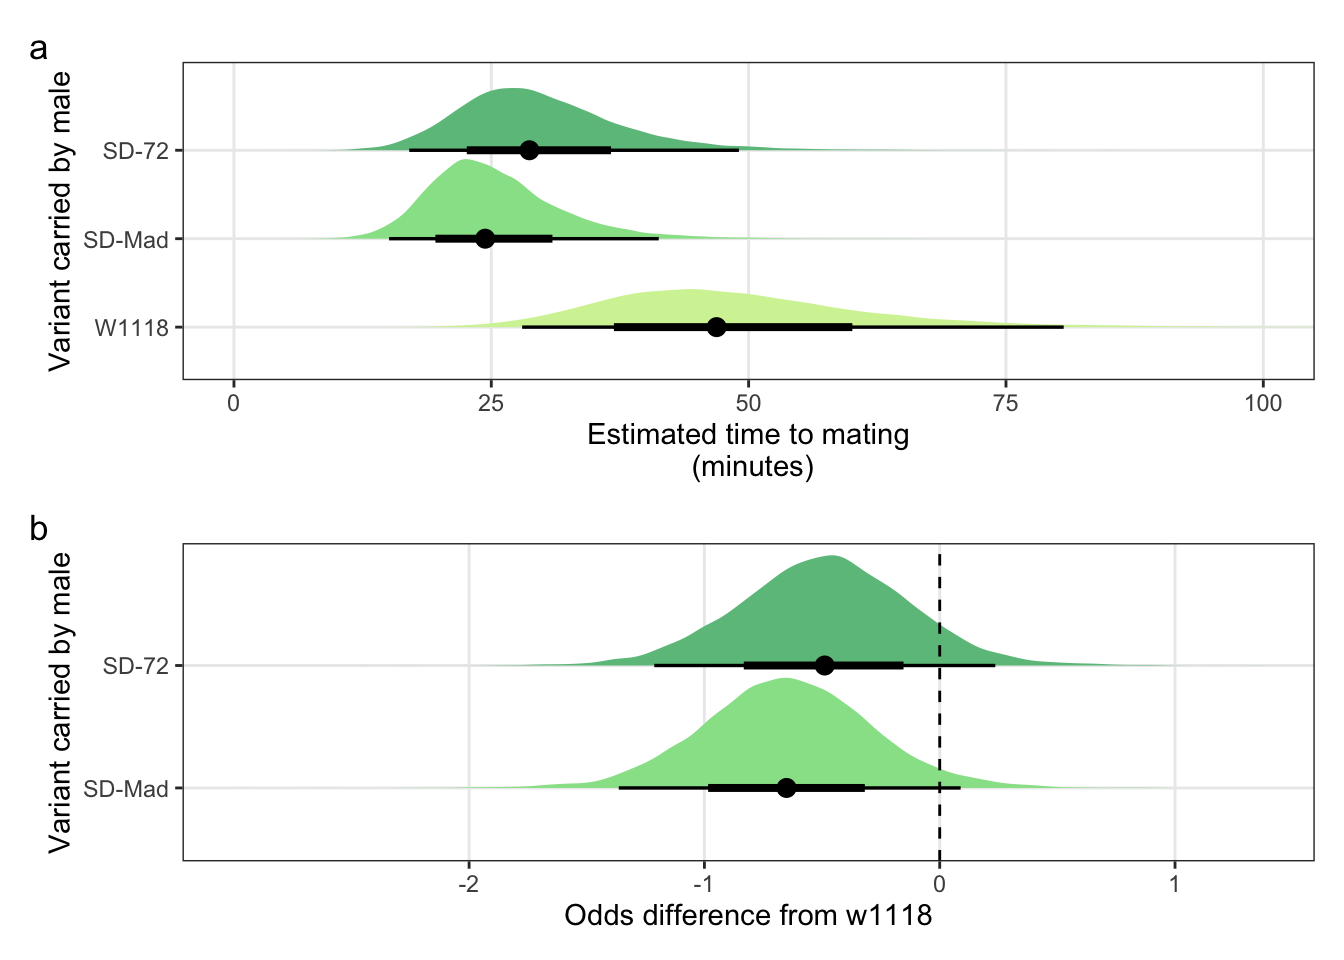 a
Variant carried by male
SD-72
SD-Mad
W1118
0 25 50 75 100
Estimated time to mating
(minutes)
b
Variant carried by male
SD-72
SD-Mad
-2 -1 0 1
Odds difference from w1118